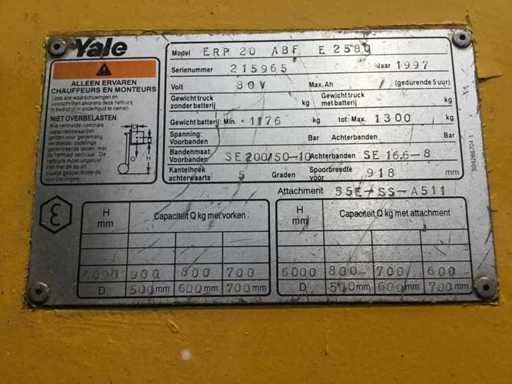 Yale
Model ERP 20 ABF E 2580
Serienummer 215965 Jaar 1997
ALLEEN ERVAREN
CHAUFFEURS EN MONTEURS
Volt 80V Max. Ah / (gedurende 5 uur)
Gewicht truck zonder batterij kg Gewicht truck met batterij kg
NIET OVERBELASTEN
Gewicht batterij: Min. 1176 kg tot: Max. 1300 kg
Spanning: Voorbanden Bar Achterbanden Bar
Bandenmaat Voorbanden SE200/50-10 Achterbanden SE 16.6-8
Kantelhoek achterwaarts 5 Graden Spoorbreedte voor 918 mm
Attachment SSE-SS-A511
H mm Capaciteit Q kg met vorken H mm Capaciteit Q kg met attachment
6000 900 800 700 6000 800 700 600
D 500 mm 600 mm 700 mm D 500 mm 600 mm 700 mm